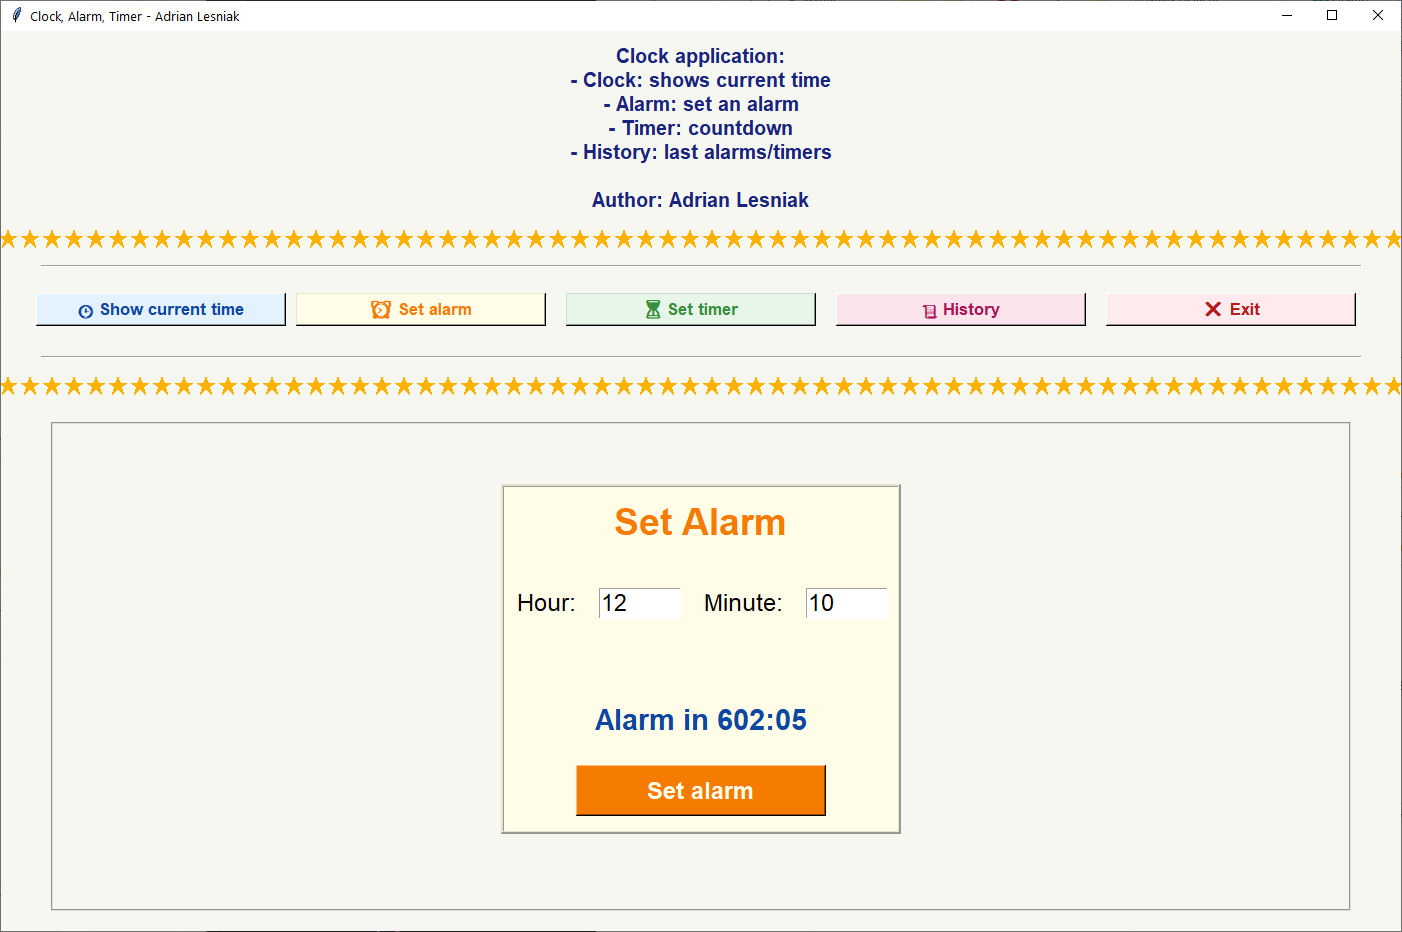 Clock, Alarm, Timer - Adrian Lesniak
Clock application:
- Clock: shows current time
- Alarm: set an alarm
- Timer: countdown
- History: last alarms/timers
Author: Adrian Lesniak
Show current time
Set alarm
Set timer
History
Exit
Set Alarm
Hour: 12 Minute: 10
Alarm in 602:05
Set alarm